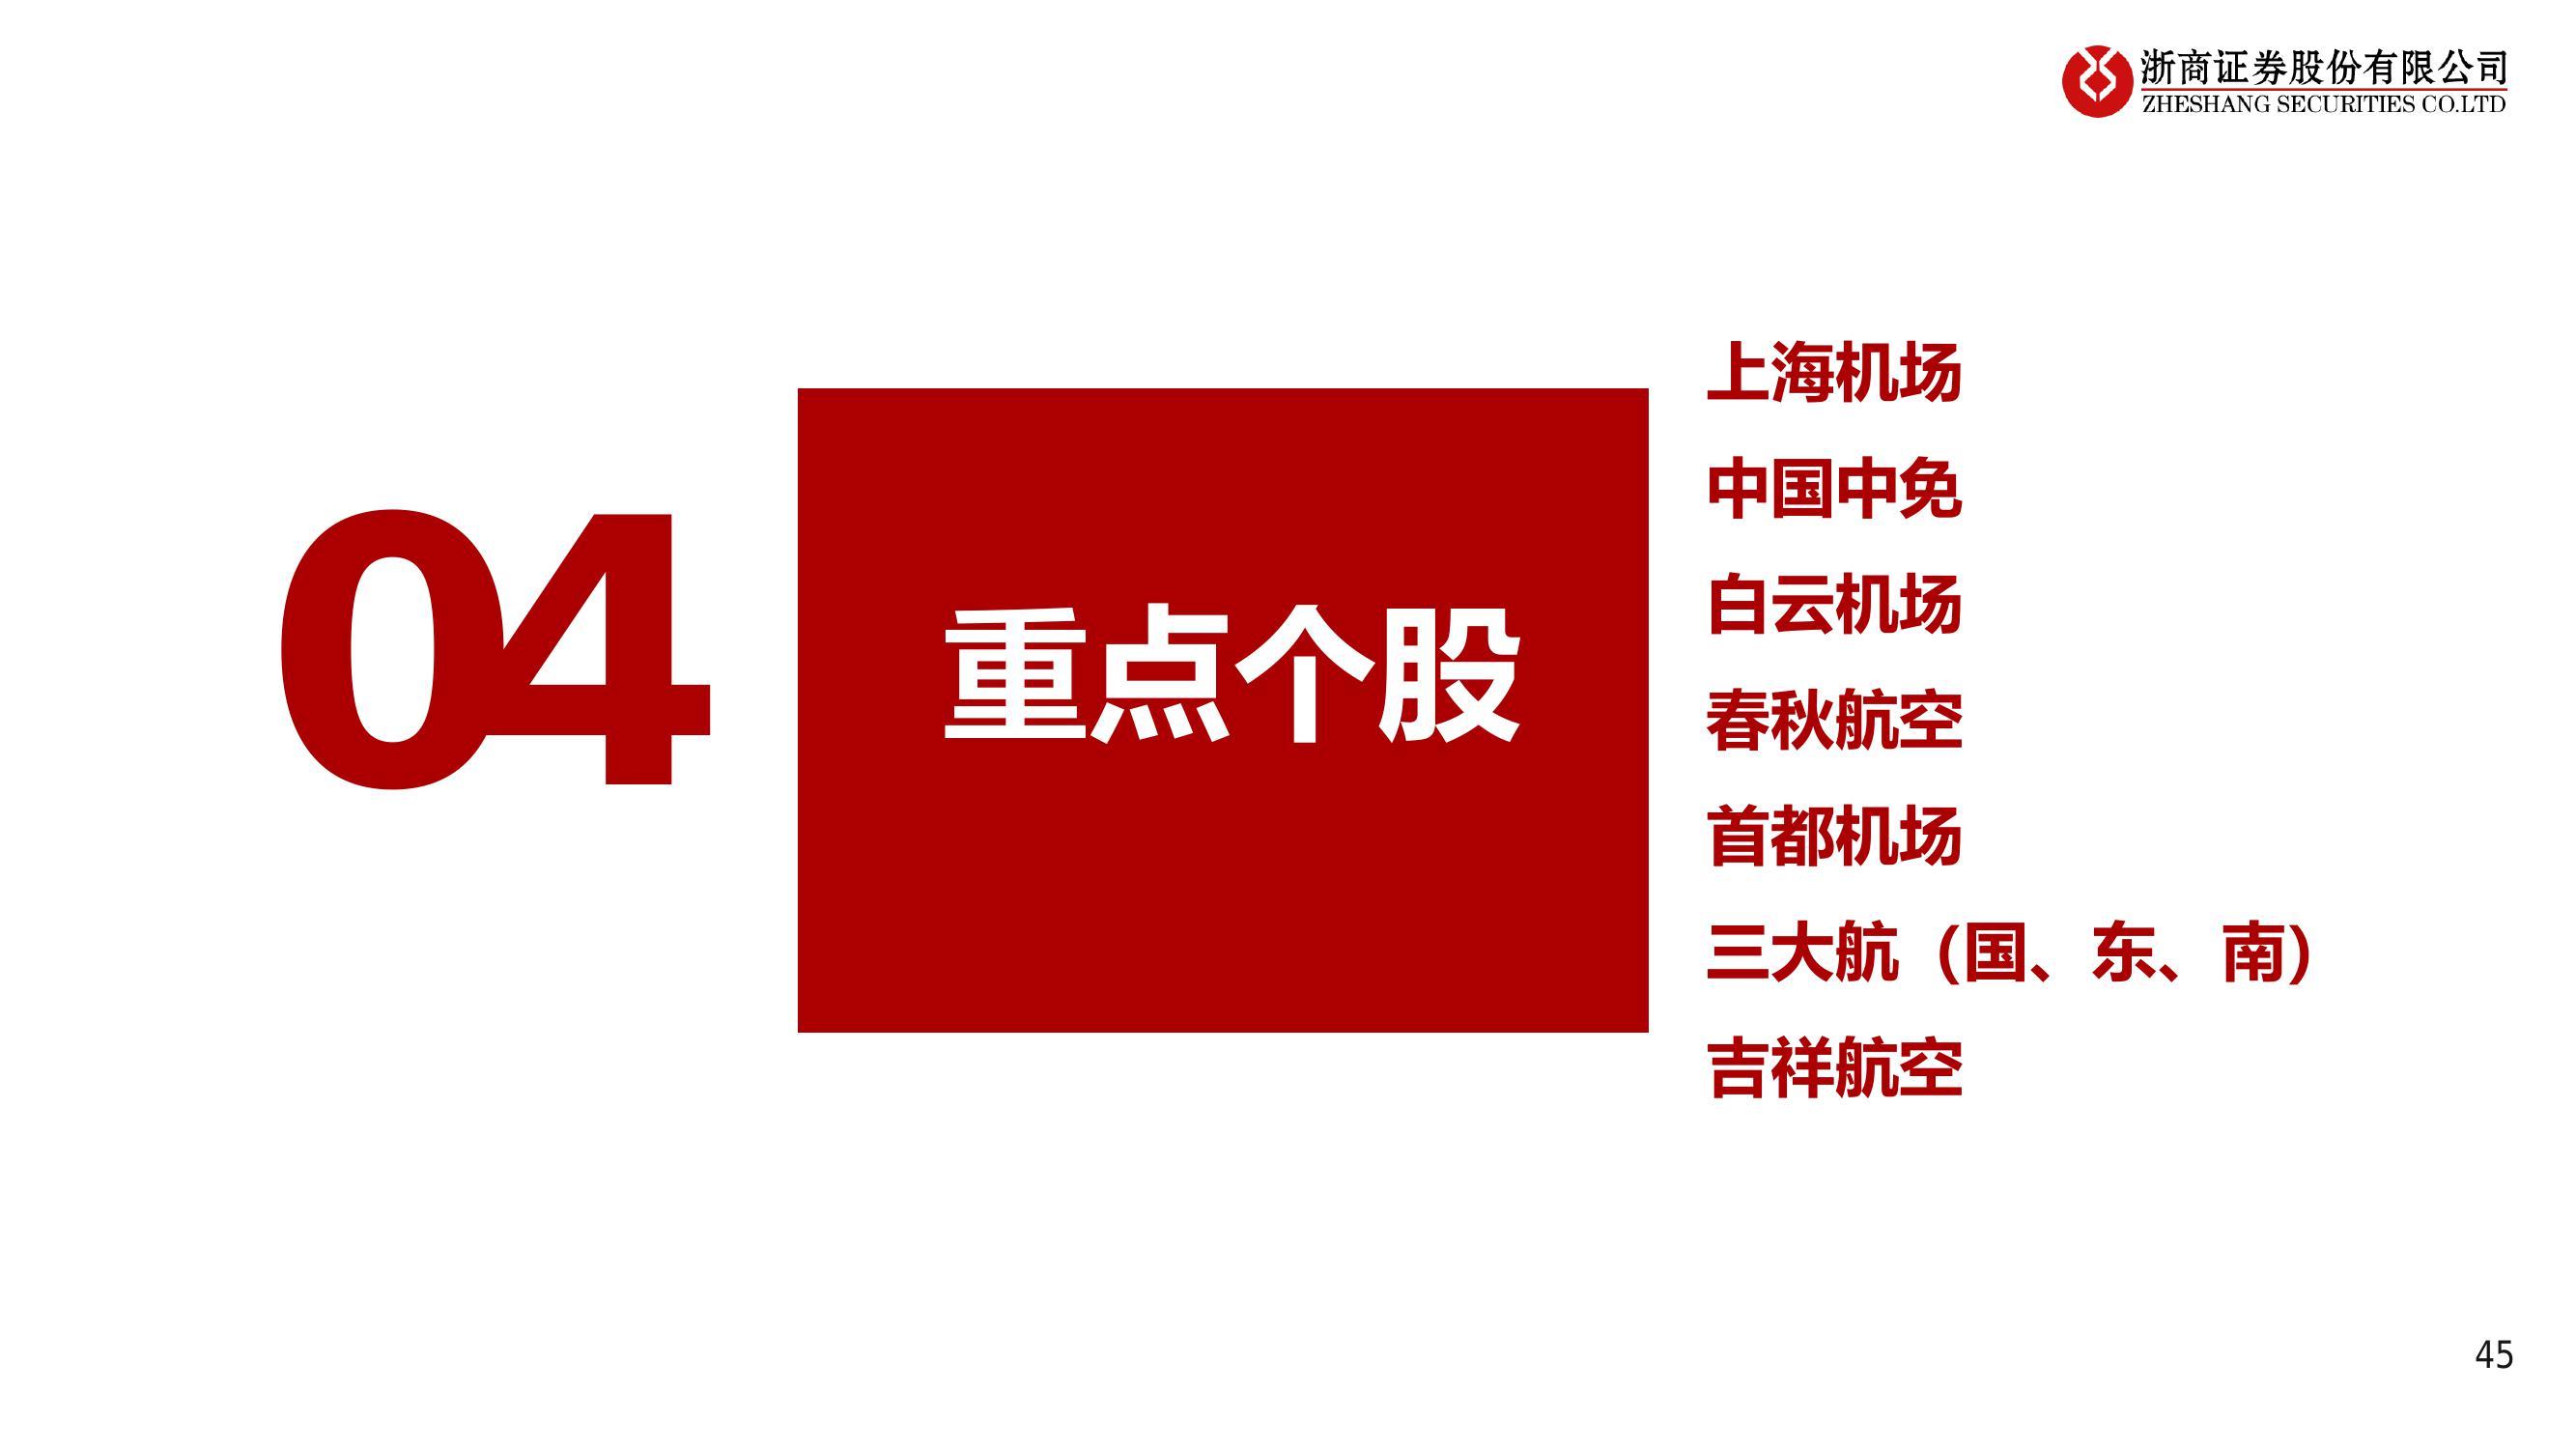 浙商证券股份有限公司
ZHESHANG SECURITIES CO.LTD
04
重点个股
上海机场
中国中免
白云机场
春秋航空
首都机场
三大航（国、东、南）
吉祥航空
45